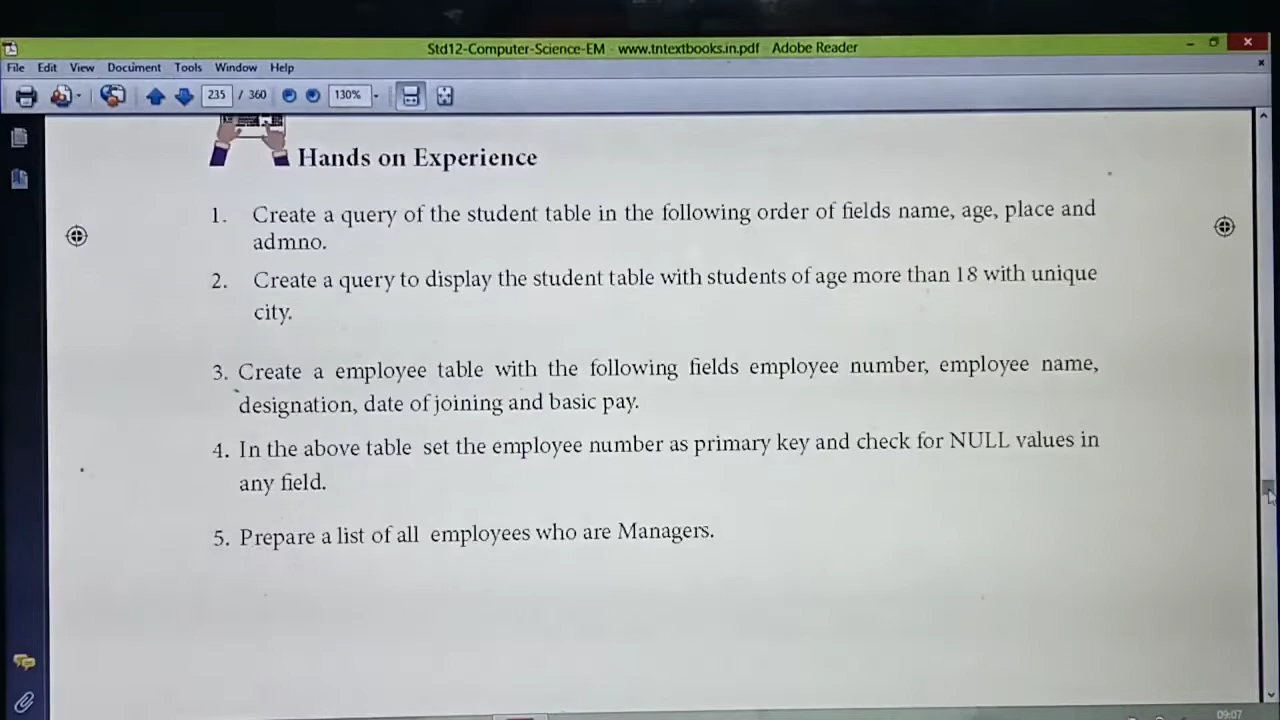 Std12-Computer-Science-EM - www.tntextbooks.in.pdf - Adobe Reader
File Edit View Document Tools Window Help
235 / 360 130%
Hands on Experience
1. Create a query of the student table in the following order of fields name, age, place and
admno.
2. Create a query to display the student table with students of age more than 18 with unique
city.
3. Create a employee table with the following fields employee number, employee name,
designation, date of joining and basic pay.
4. In the above table set the employee number as primary key and check for NULL values in
any field.
5. Prepare a list of all employees who are Managers.
09:07